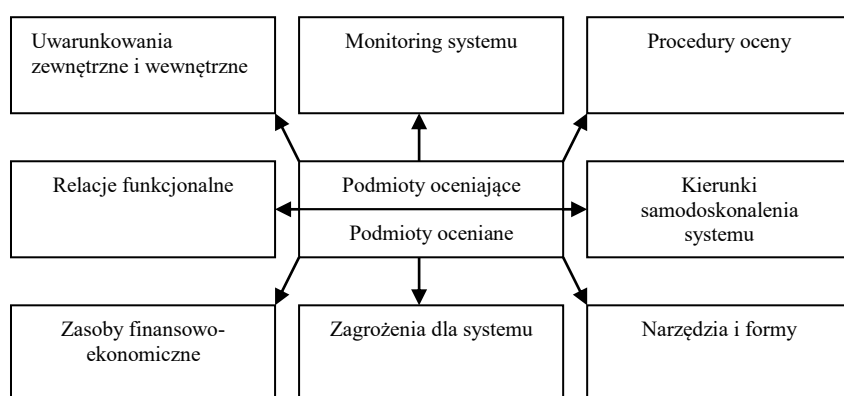 Uwarunkowania
zewnętrzne i wewnętrzne
Monitoring systemu
Procedury oceny
Relacje funkcjonalne
Podmioty oceniające
Podmioty oceniane
Kierunki
samodoskonalenia
systemu
Zasoby finansowo-
ekonomiczne
Zagrożenia dla systemu
Narzędzia i formy